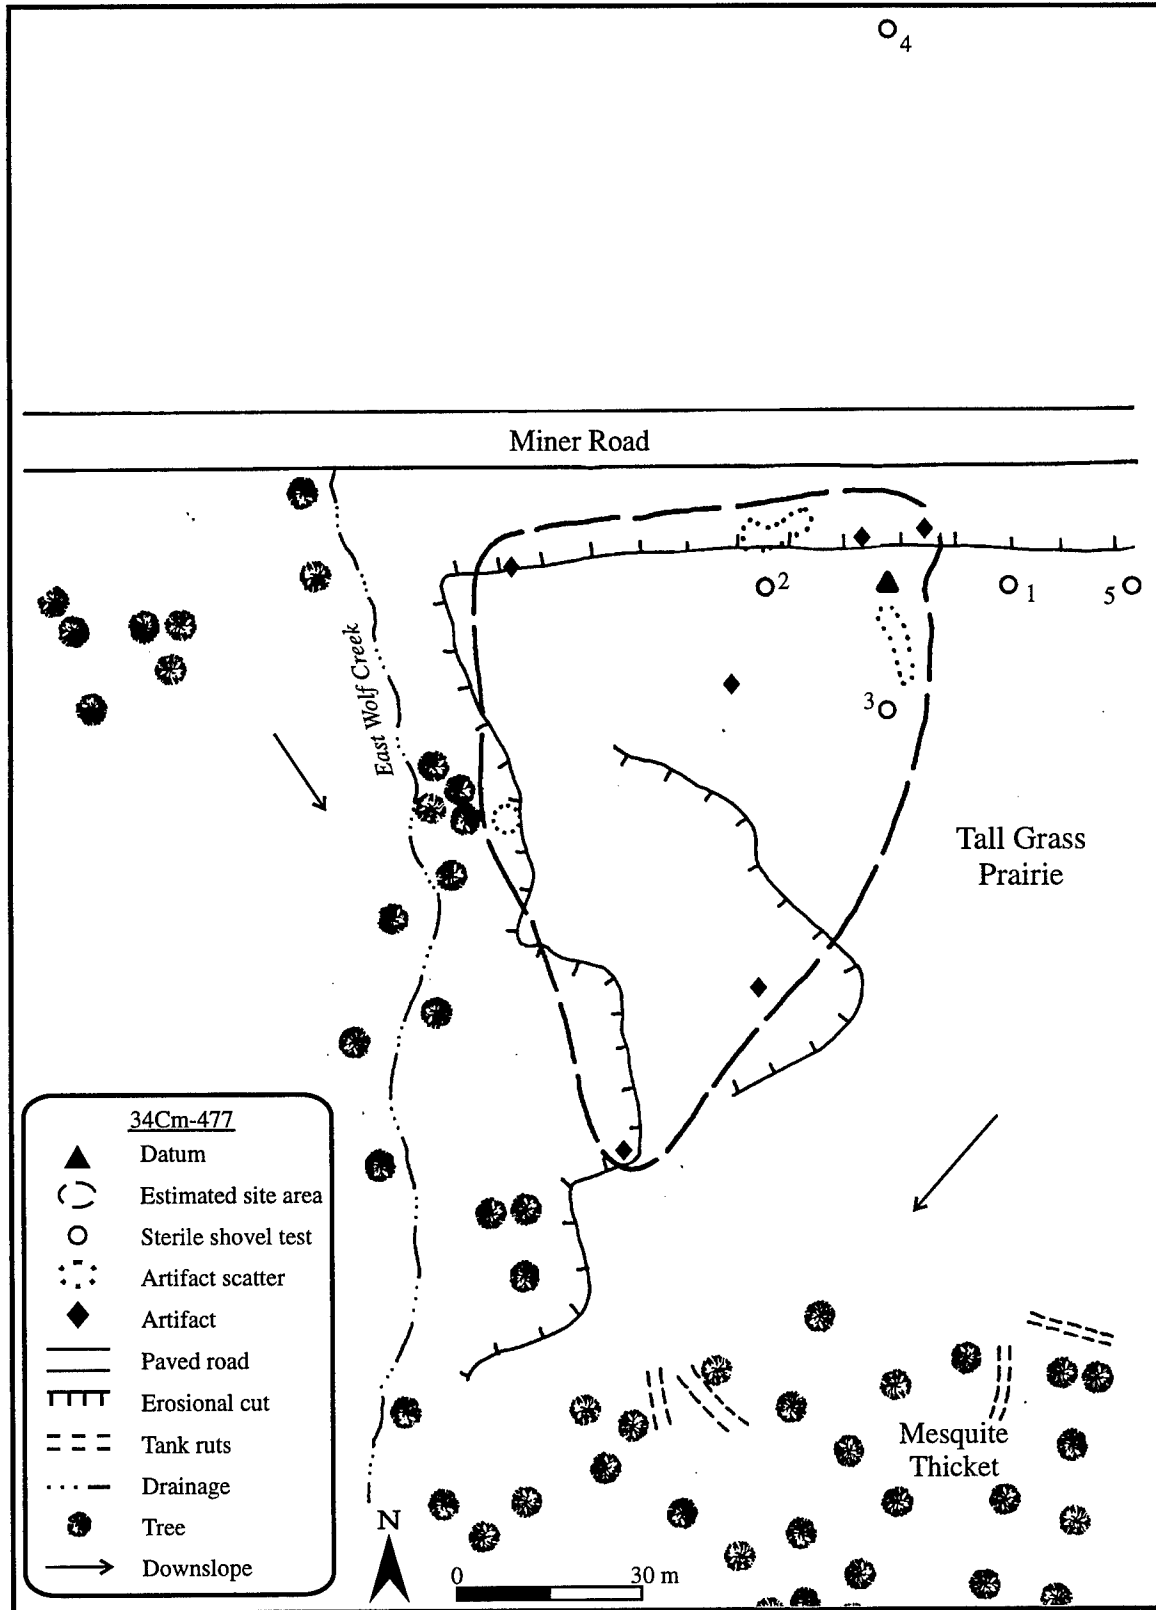 4
Miner Road
East Wolf Creek
2
1
5
3
Tall Grass
Prairie
34Cm-477
Datum
Estimated site area
Sterile shovel test
Artifact scatter
Artifact
Paved road
Erosional cut
Tank ruts
Drainage
Tree
Downslope
Mesquite
Thicket
N
0 30 m